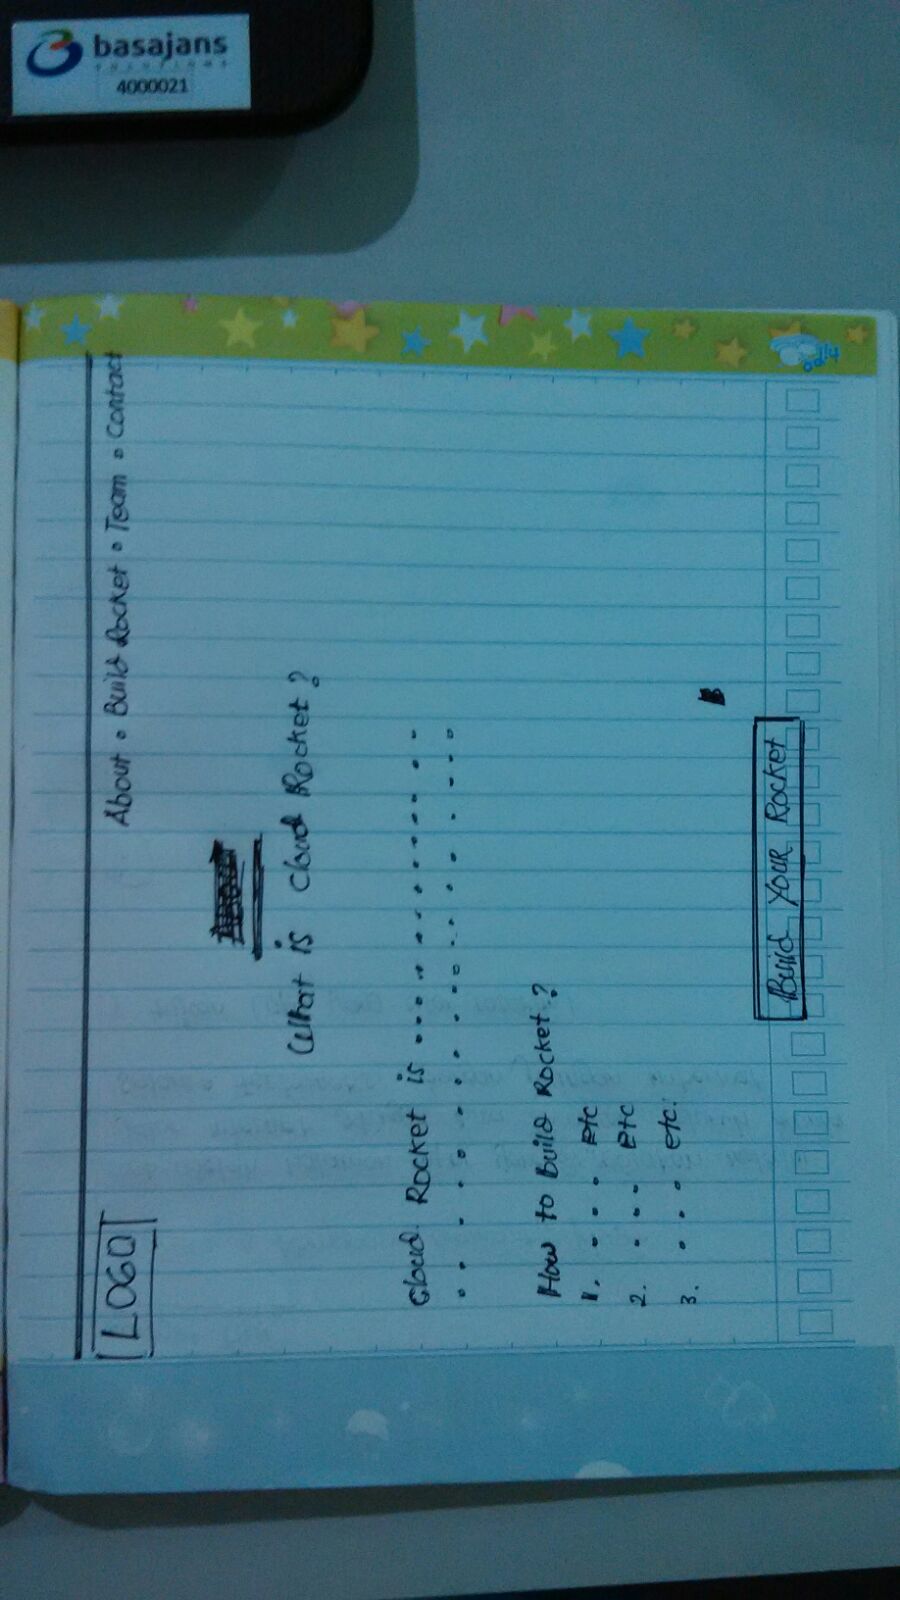 basajans
4000021
hipo
LOGO
About • Build Rocket • Team • Contact
What is Cloud Rocket?
Cloud Rocket is ..............
..............
How to build Rocket?
1. ... etc
2. ... etc
3. ... etc.
Build Your Rocket